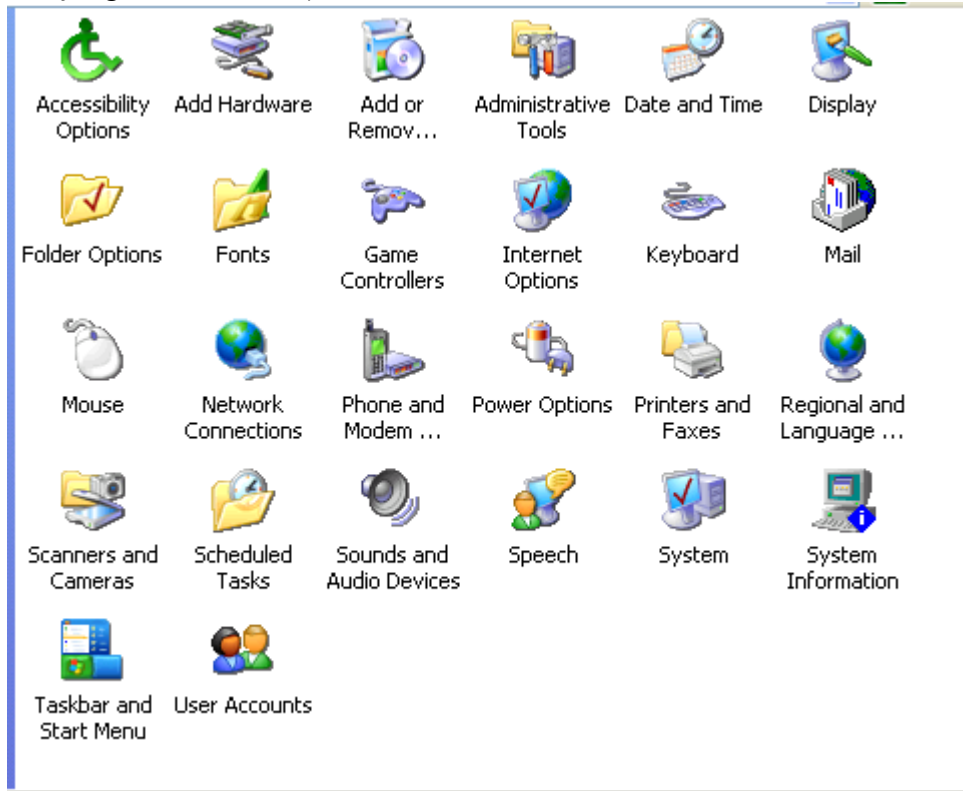 Accessibility Options
Add Hardware
Add or Remov...
Administrative Tools
Date and Time
Display
Folder Options
Fonts
Game Controllers
Internet Options
Keyboard
Mail
Mouse
Network Connections
Phone and Modem ...
Power Options
Printers and Faxes
Regional and Language ...
Scanners and Cameras
Scheduled Tasks
Sounds and Audio Devices
Speech
System
System Information
Taskbar and Start Menu
User Accounts